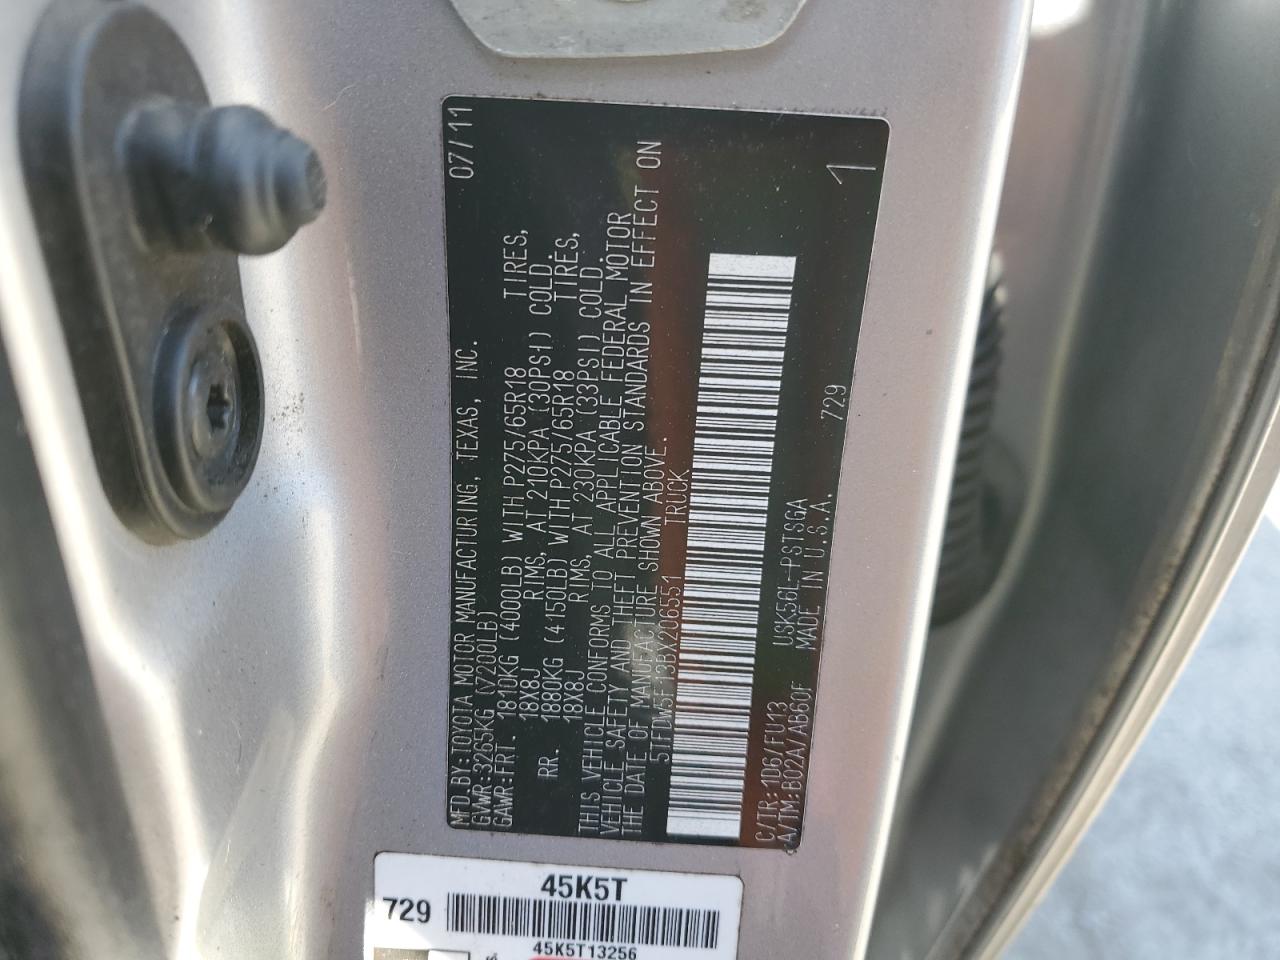 MFD.BY:TOYOTA MOTOR MANUFACTURING, TEXAS, INC. 07/11
GVWR:3265KG (7200LB)
GAWR:FRT. 1810KG (4000LB) WITH P275/65R18 TIRES,
18X8J RIMS, AT 210KPA (30PSI) COLD.
RR. 1880KG (4150LB) WITH P275/65R18 TIRES,
18X8J RIMS, AT 230KPA (33PSI) COLD.
THIS VEHICLE CONFORMS TO ALL APPLICABLE FEDERAL MOTOR
VEHICLE SAFETY AND THEFT PREVENTION STANDARDS IN EFFECT ON
THE DATE OF MANUFACTURE SHOWN ABOVE.
5TFDW5F13BX206551 TRUCK
C/TR:1D6/FU13 USK56L-PSTSGA
A/TM:B02A/AB60F MADE IN U.S.A. 729 1
45K5T
729
45K5T13256